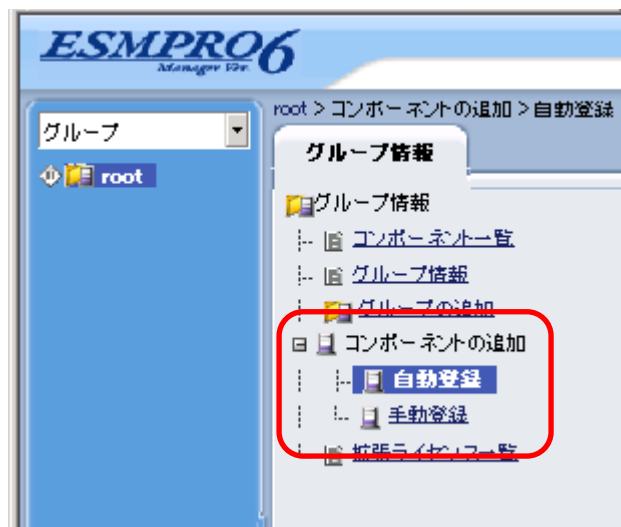 ESMPRO6
Manager Ver.
root > コンポーネントの追加 > 自動登録
グループ
root
グループ情報
グループ情報
コンポーネント一覧
グループ情報
グループの追加
コンポーネントの追加
自動登録
手動登録
拡張ライセンス一覧